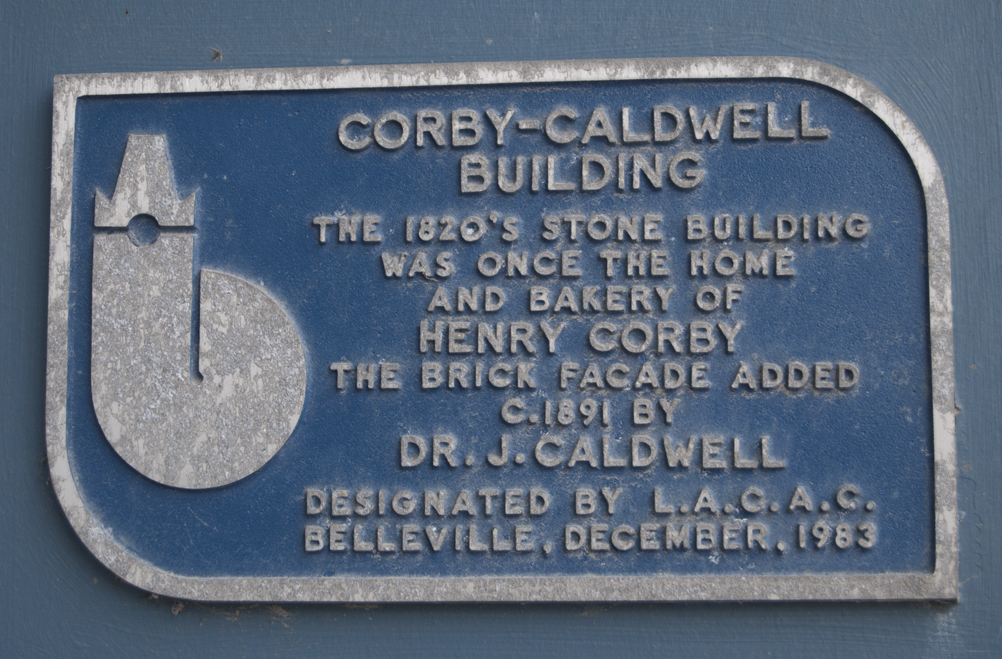 CORBY-CALDWELL
BUILDING
THE 1820'S STONE BUILDING
WAS ONCE THE HOME
AND BAKERY OF
HENRY CORBY
THE BRICK FACADE ADDED
C.1891 BY
DR. J. CALDWELL
DESIGNATED BY L.A.C.A.C.
BELLEVILLE, DECEMBER, 1983